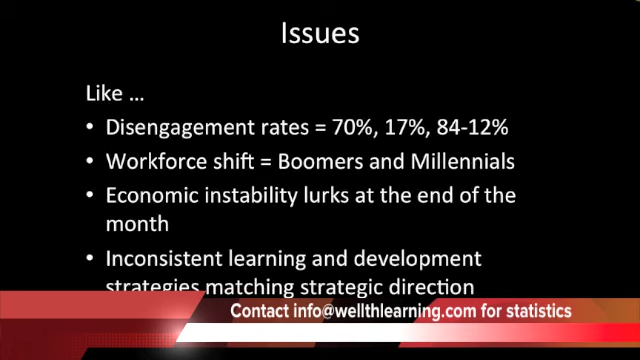 Issues
Like ...
• Disengagement rates = 70%, 17%, 84-12%
• Workforce shift = Boomers and Millennials
• Economic instability lurks at the end of the
month
• Inconsistent learning and development
strategies matching strategic direction
Contact info@wellthlearning.com for statistics